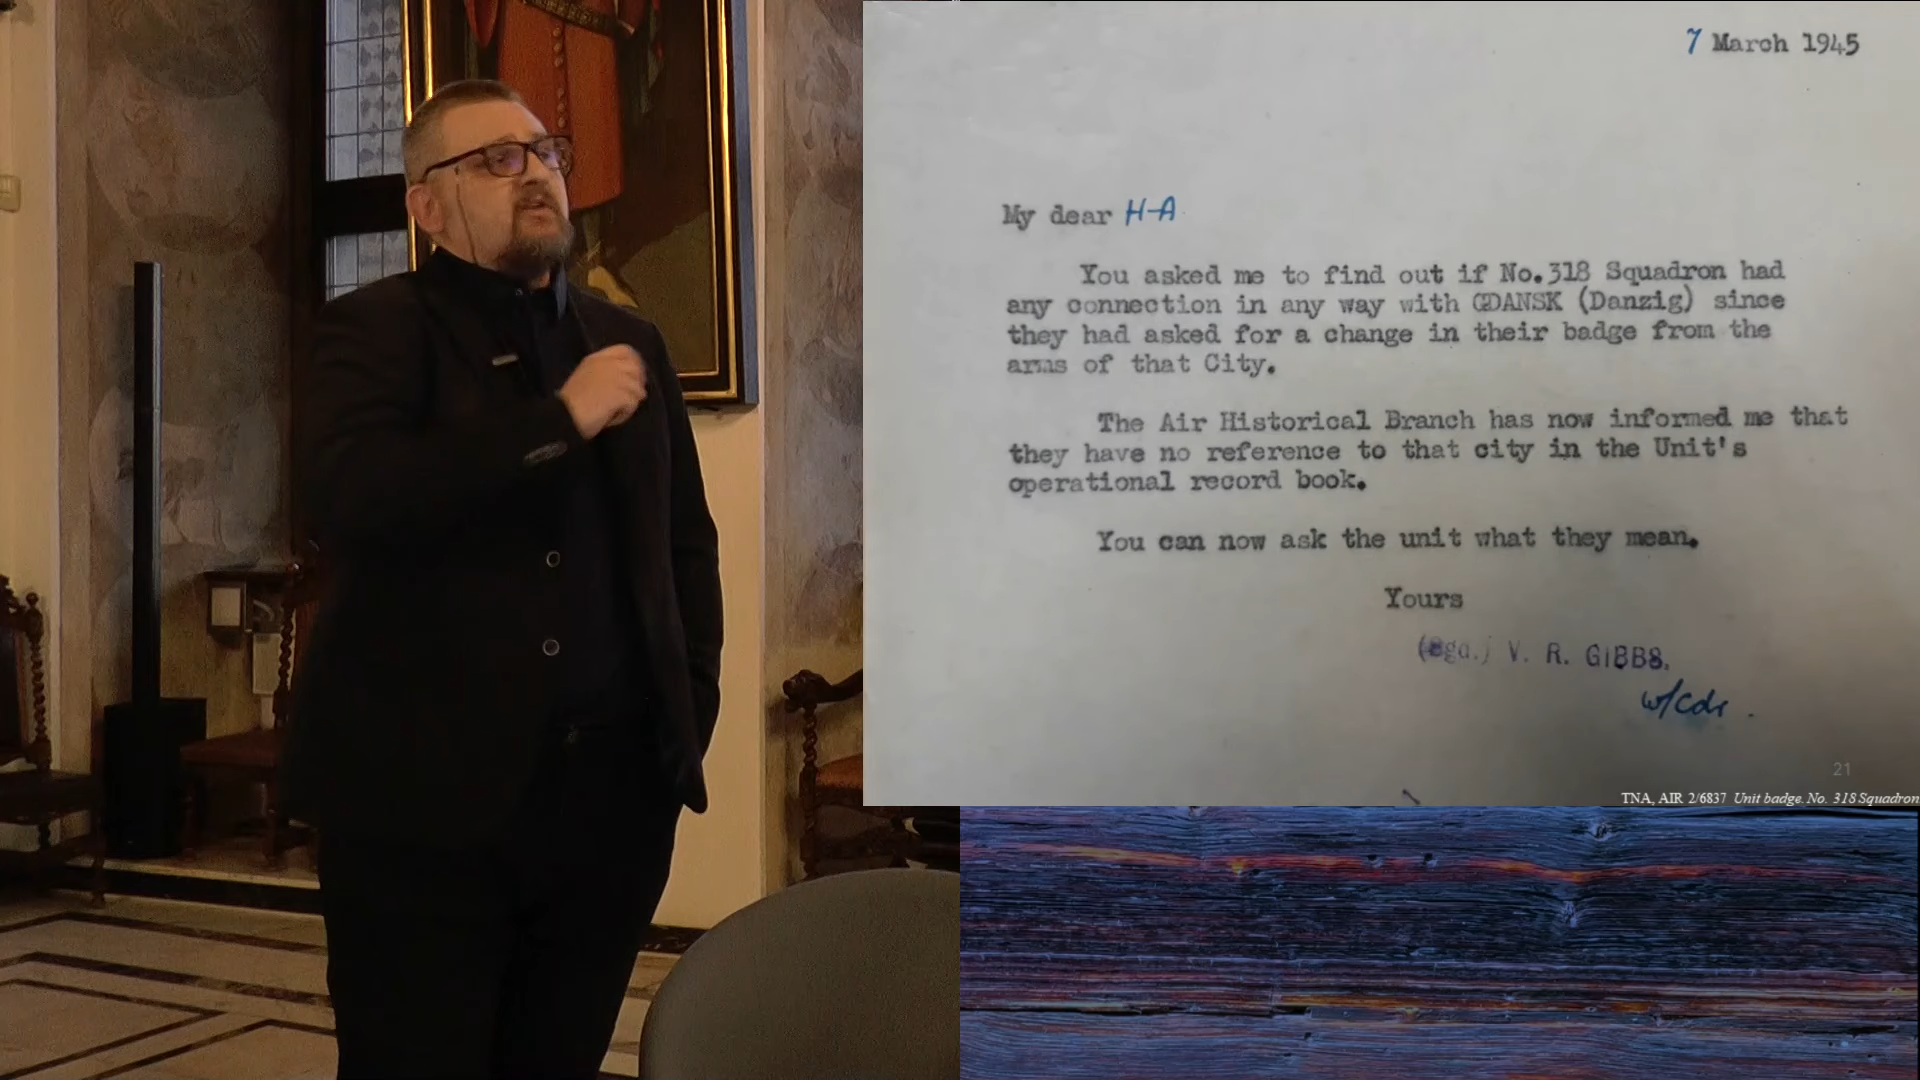 7 March 1945
My dear H-A
You asked me to find out if No.318 Squadron had
any connection in any way with GDANSK (Danzig) since
they had asked for a change in their badge from the
arms of that City.
The Air Historical Branch has now informed me that
they have no reference to that city in the Unit's
operational record book.
You can now ask the unit what they mean.
Yours
(Sgd.) V. R. GIBBS.
W/Cdr.
21
TNA, AIR 2/6837 Unit badge. No. 318 Squadron